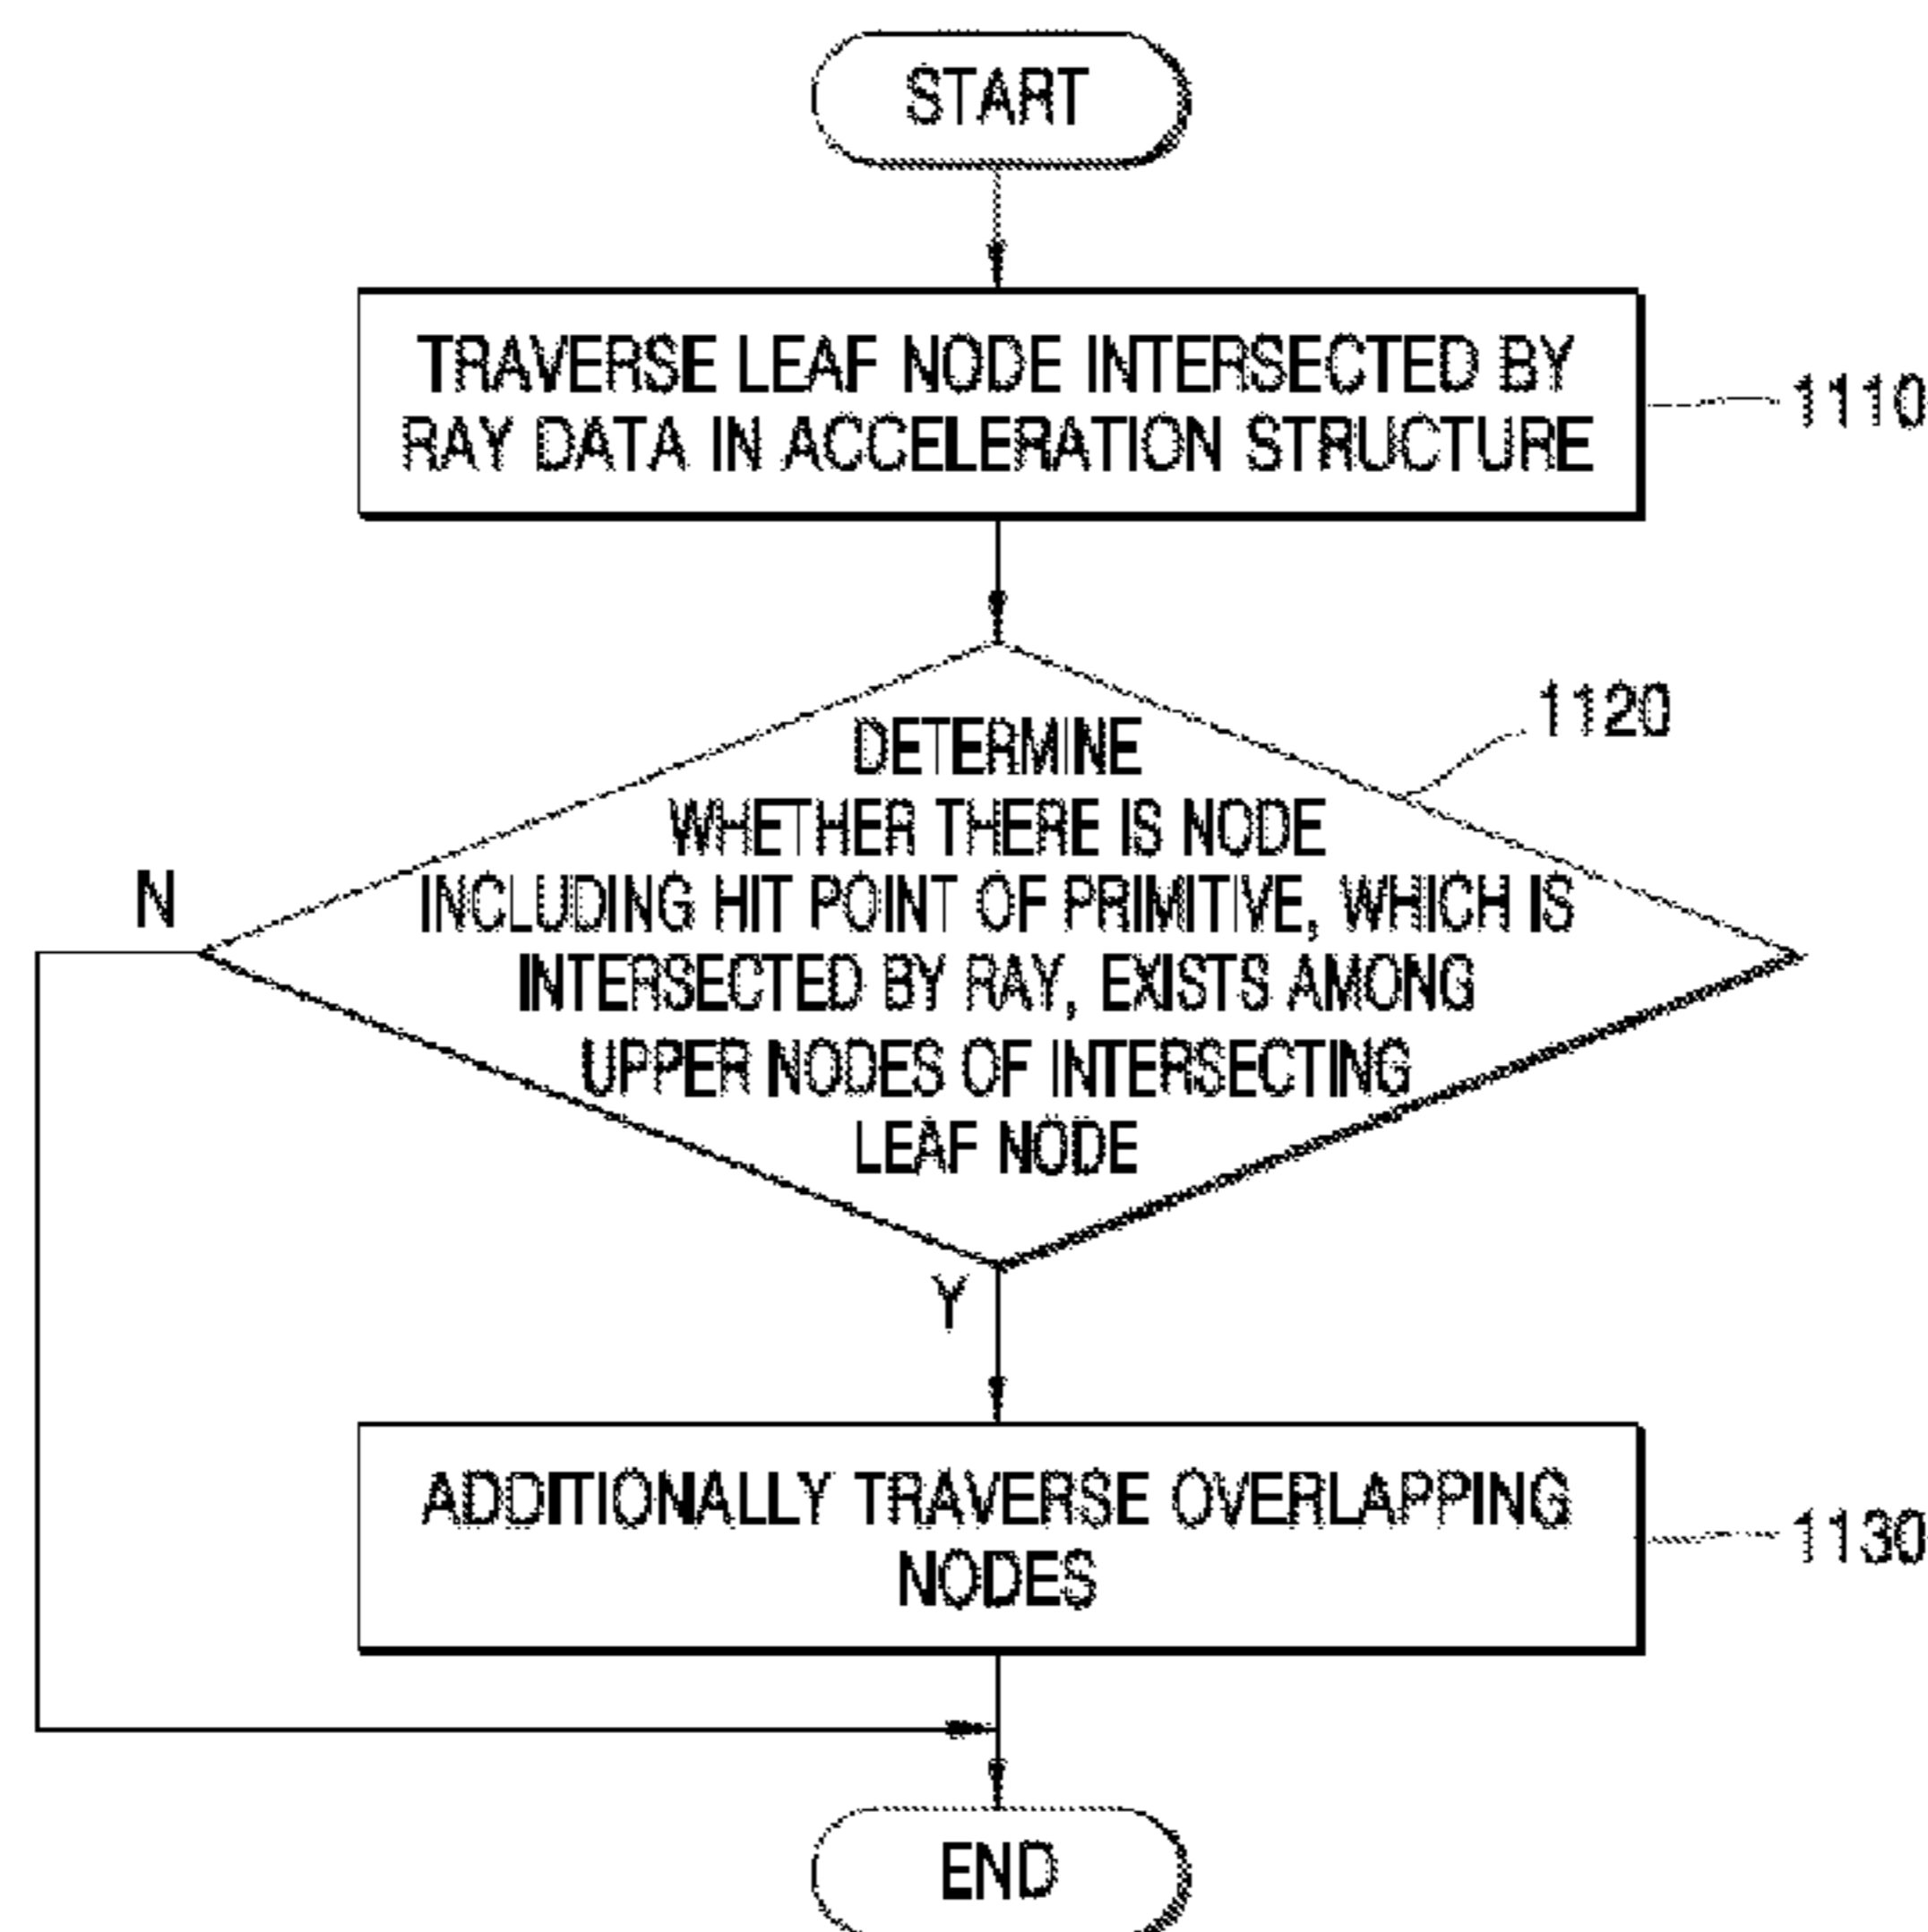 START
TRAVERSE LEAF NODE INTERSECTED BY
RAY DATA IN ACCELERATION STRUCTURE
1110
DETERMINE
WHETHER THERE IS NODE
INCLUDING HIT POINT OF PRIMITIVE, WHICH IS
INTERSECTED BY RAY, EXISTS AMONG
UPPER NODES OF INTERSECTING
LEAF NODE
1120
N
Y
ADDITIONALLY TRAVERSE OVERLAPPING
NODES
1130
END